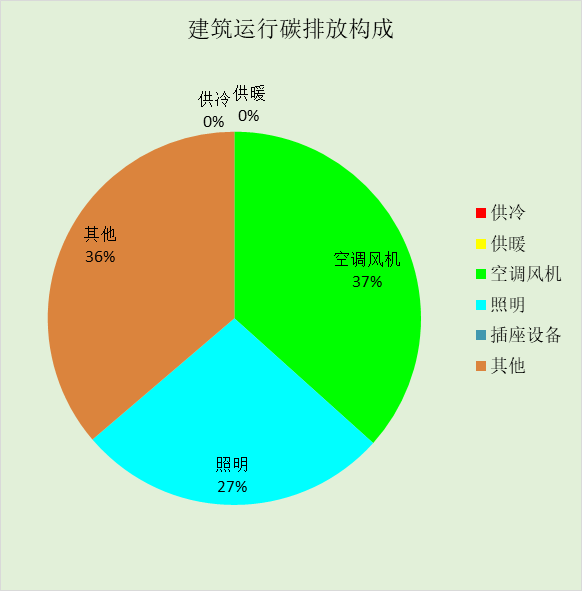 建筑运行碳排放构成
供冷
0%
供暖
0%
其他
36%
空调风机
37%
照明
27%
供冷
供暖
空调风机
照明
插座设备
其他